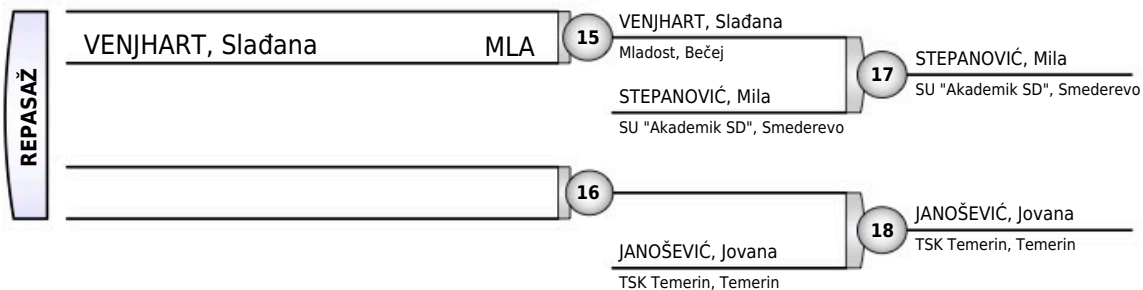 REPASAŽ
VENJHART, Slađana MLA
15
VENJHART, Slađana
Mladost, Bečej
STEPANOVIĆ, Mila
SU "Akademik SD", Smederevo
17
STEPANOVIĆ, Mila
SU "Akademik SD", Smederevo
16
JANOŠEVIĆ, Jovana
TSK Temerin, Temerin
18
JANOŠEVIĆ, Jovana
TSK Temerin, Temerin